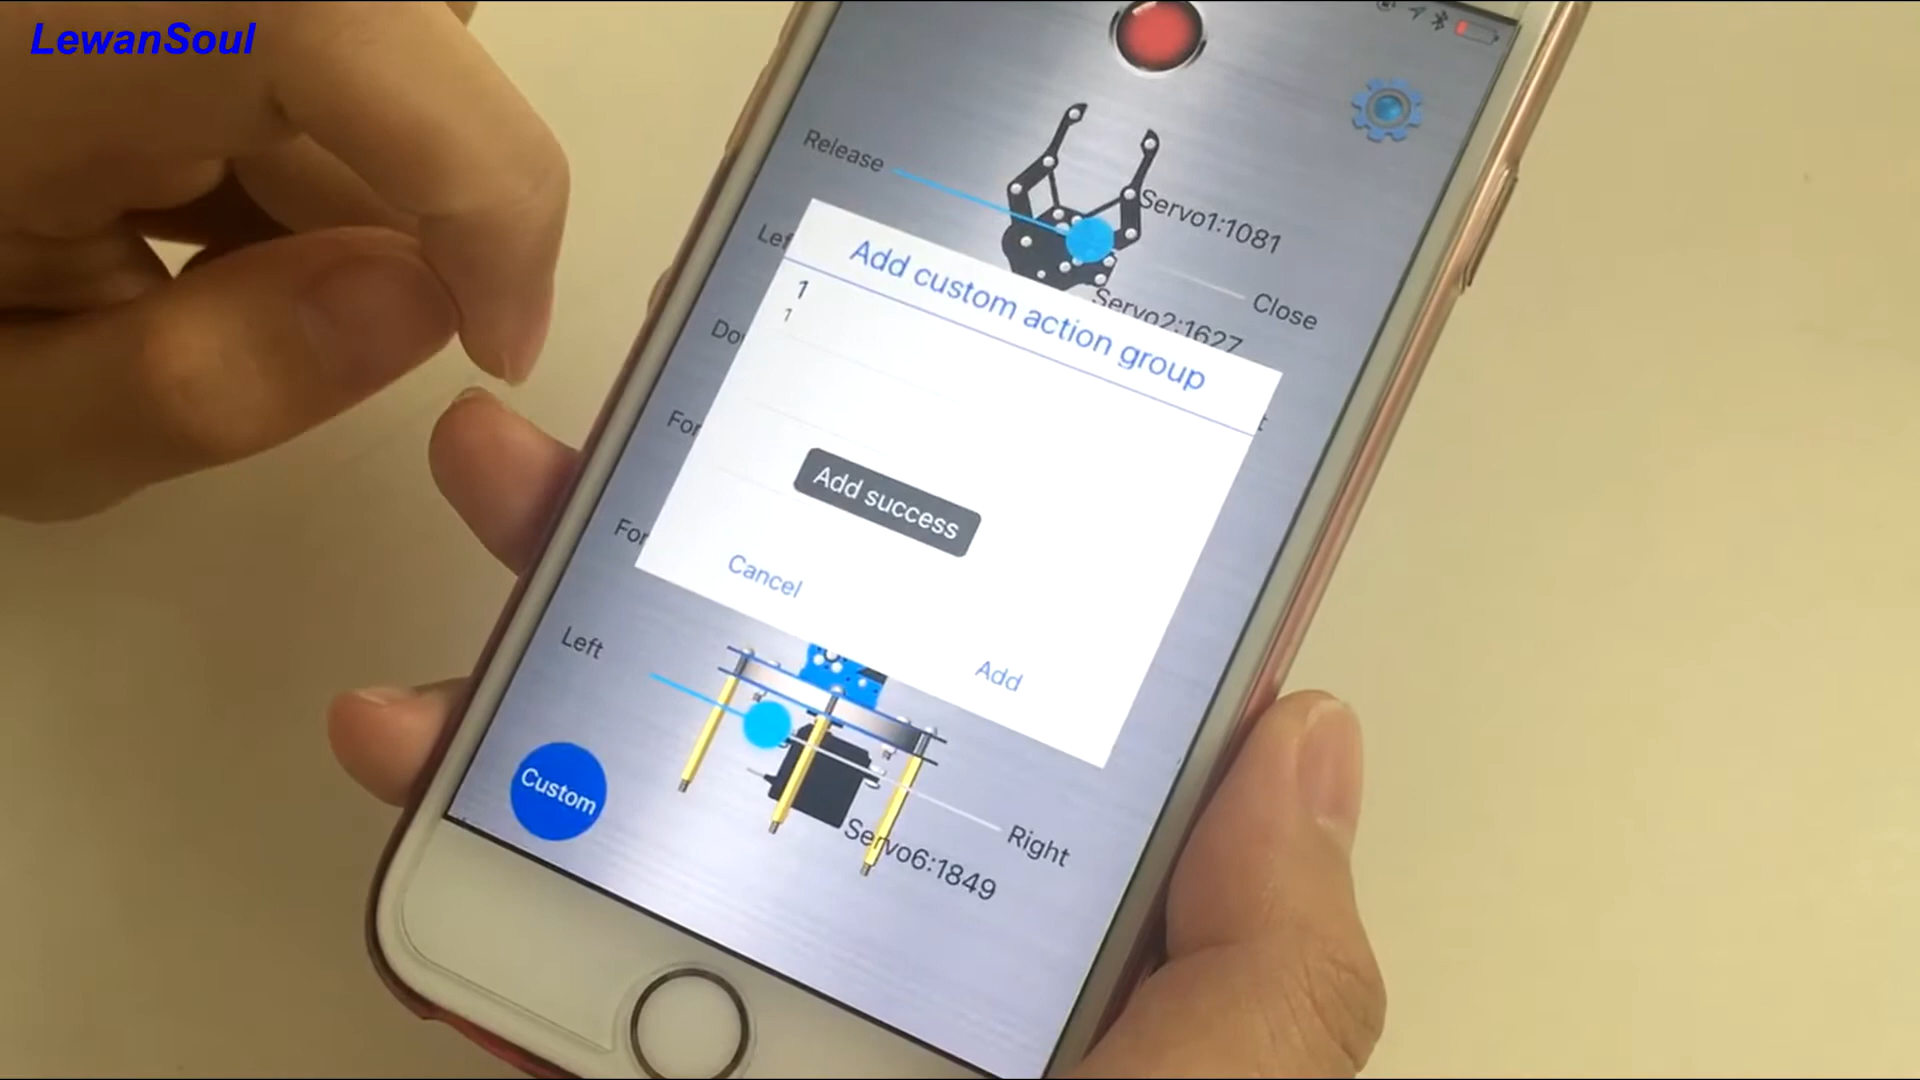 LewanSoul
Release
Servo1:1081
Close
Servo2:1627
Add custom action group
1
1
Add success
Cancel
Add
Left
Right
Servo6:1849
Custom